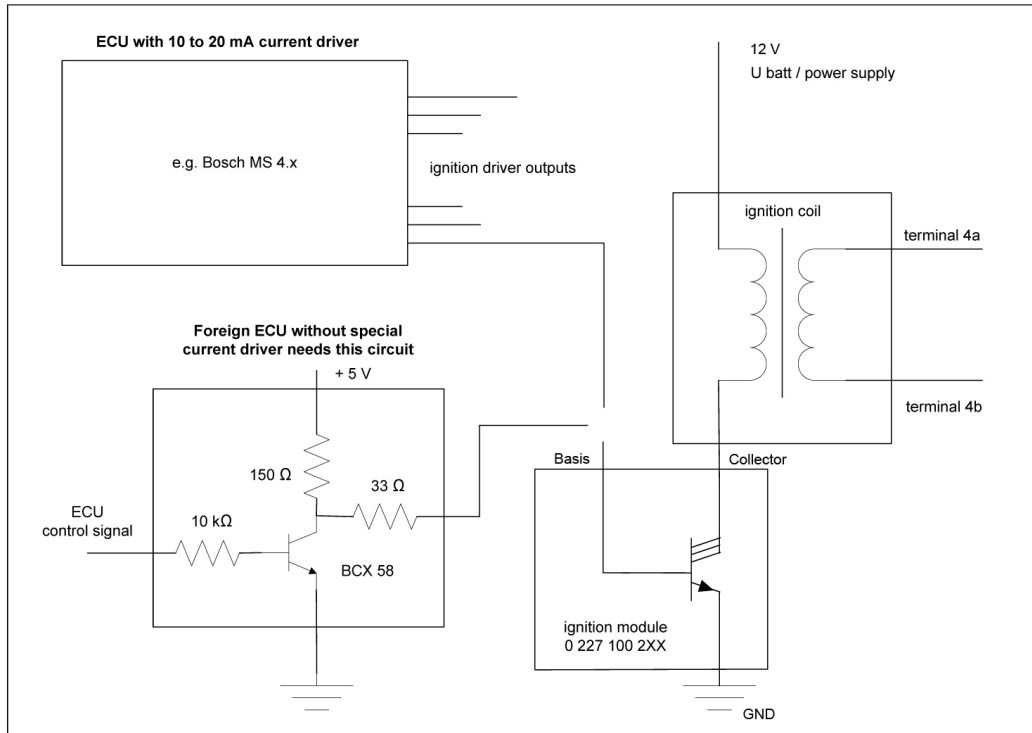 ECU with 10 to 20 mA current driver
e.g. Bosch MS 4.x
ignition driver outputs
12 V
U batt / power supply
ignition coil
terminal 4a
terminal 4b
Foreign ECU without special
current driver needs this circuit
+ 5 V
150 Ω
33 Ω
ECU
control signal
10 kΩ
BCX 58
Basis
Collector
ignition module
0 227 100 2XX
GND